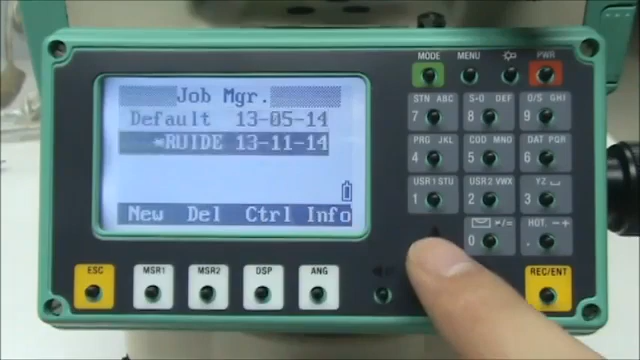 Job Mgr.
Default 13-05-14
*RUIDE 13-11-14
New Del Ctrl Info
MODE MENU PWR
STN ABC S-O DEF O/S GHI
7 8 9
PRG JKL COD MNO DAT PQR
4 5 6
USR1 STU USR2 VWX YZ
1 2 3
≠/= HOT. -+
0 .
ESC MSR1 MSR2 DSP ANG REC/ENT